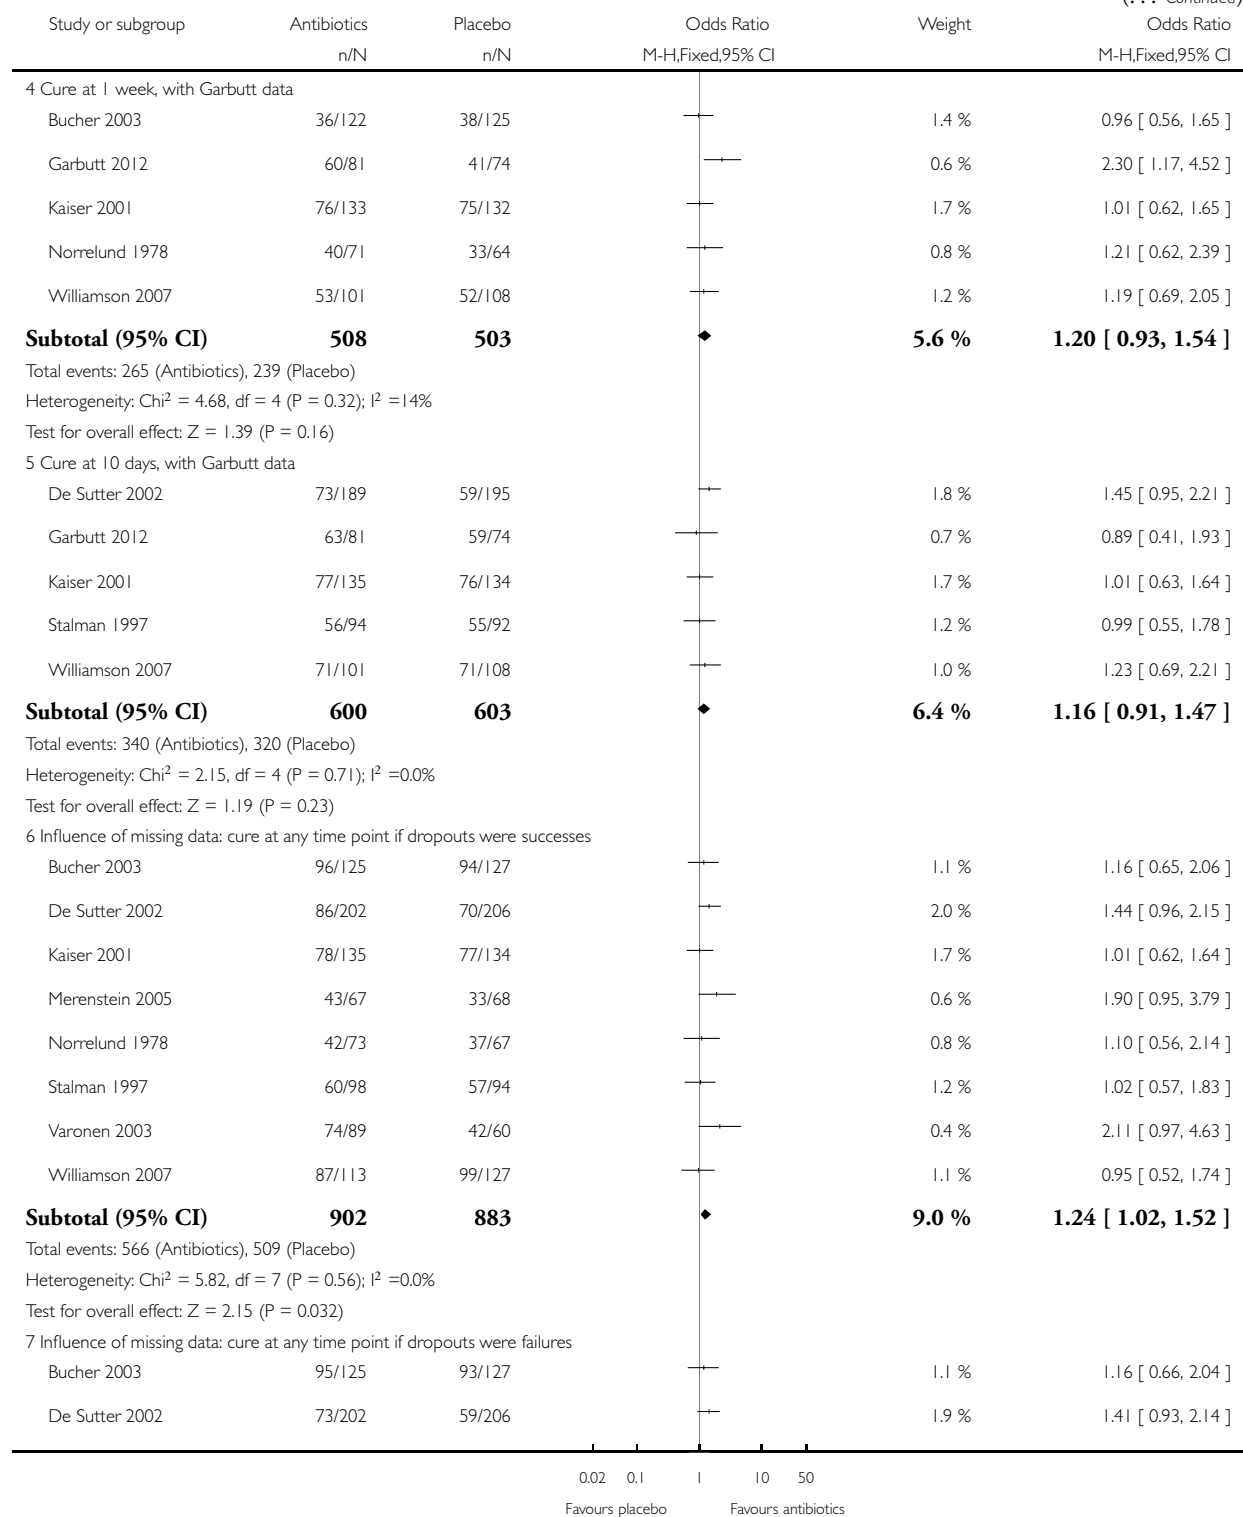 (. . . Continued)
Study or subgroup Antibiotics Placebo Odds Ratio Weight Odds Ratio
n/N n/N M-H,Fixed,95% CI M-H,Fixed,95% CI
4 Cure at 1 week, with Garbutt data
Bucher 2003 36/122 38/125 1.4 % 0.96 [ 0.56, 1.65 ]
Garbutt 2012 60/81 41/74 0.6 % 2.30 [ 1.17, 4.52 ]
Kaiser 2001 76/133 75/132 1.7 % 1.01 [ 0.62, 1.65 ]
Norrelund 1978 40/71 33/64 0.8 % 1.21 [ 0.62, 2.39 ]
Williamson 2007 53/101 52/108 1.2 % 1.19 [ 0.69, 2.05 ]
Subtotal (95% CI) 508 503 5.6 % 1.20 [ 0.93, 1.54 ]
Total events: 265 (Antibiotics), 239 (Placebo)
Heterogeneity: Chi² = 4.68, df = 4 (P = 0.32); I² =14%
Test for overall effect: Z = 1.39 (P = 0.16)
5 Cure at 10 days, with Garbutt data
De Sutter 2002 73/189 59/195 1.8 % 1.45 [ 0.95, 2.21 ]
Garbutt 2012 63/81 59/74 0.7 % 0.89 [ 0.41, 1.93 ]
Kaiser 2001 77/135 76/134 1.7 % 1.01 [ 0.63, 1.64 ]
Stalman 1997 56/94 55/92 1.2 % 0.99 [ 0.55, 1.78 ]
Williamson 2007 71/101 71/108 1.0 % 1.23 [ 0.69, 2.21 ]
Subtotal (95% CI) 600 603 6.4 % 1.16 [ 0.91, 1.47 ]
Total events: 340 (Antibiotics), 320 (Placebo)
Heterogeneity: Chi² = 2.15, df = 4 (P = 0.71); I² =0.0%
Test for overall effect: Z = 1.19 (P = 0.23)
6 Influence of missing data: cure at any time point if dropouts were successes
Bucher 2003 96/125 94/127 1.1 % 1.16 [ 0.65, 2.06 ]
De Sutter 2002 86/202 70/206 2.0 % 1.44 [ 0.96, 2.15 ]
Kaiser 2001 78/135 77/134 1.7 % 1.01 [ 0.62, 1.64 ]
Merenstein 2005 43/67 33/68 0.6 % 1.90 [ 0.95, 3.79 ]
Norrelund 1978 42/73 37/67 0.8 % 1.10 [ 0.56, 2.14 ]
Stalman 1997 60/98 57/94 1.2 % 1.02 [ 0.57, 1.83 ]
Varonen 2003 74/89 42/60 0.4 % 2.11 [ 0.97, 4.63 ]
Williamson 2007 87/113 99/127 1.1 % 0.95 [ 0.52, 1.74 ]
Subtotal (95% CI) 902 883 9.0 % 1.24 [ 1.02, 1.52 ]
Total events: 566 (Antibiotics), 509 (Placebo)
Heterogeneity: Chi² = 5.82, df = 7 (P = 0.56); I² =0.0%
Test for overall effect: Z = 2.15 (P = 0.032)
7 Influence of missing data: cure at any time point if dropouts were failures
Bucher 2003 95/125 93/127 1.1 % 1.16 [ 0.66, 2.04 ]
De Sutter 2002 73/202 59/206 1.9 % 1.41 [ 0.93, 2.14 ]
0.02 0.1 1 10 50
Favours placebo Favours antibiotics